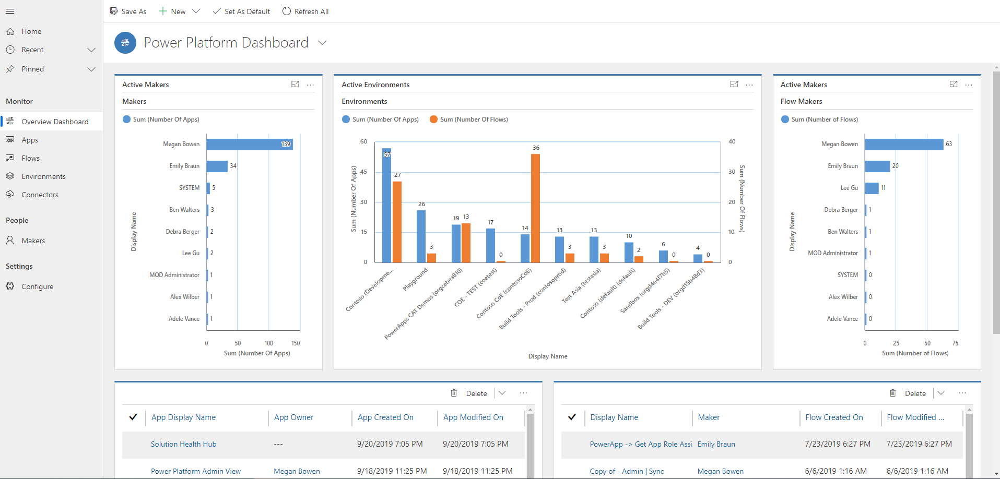 Save As New Set As Default Refresh All
Home
Recent
Pinned
Monitor
Overview Dashboard
Apps
Flows
Environments
Connectors
People
Makers
Settings
Configure
Power Platform Dashboard
Active Makers ...
Makers
Sum (Number Of Apps)
Display Name
Megan Bowen 139
Emily Braun 34
SYSTEM 5
Ben Walters 3
Debra Berger 2
Lee Gu 2
MOD Administrator 1
Alex Wilber 1
Adele Vance 1
0 50 100 150
Sum (Number Of Apps)
Active Environments ...
Environments
Sum (Number Of Apps) Sum (Number Of Flows)
Sum (Number Of Apps)
60
45
30
15
0
57 27
26 3
19 13
17 0
14 36
13 3
13 3
10 2
6 0
4 0
40
30
20
10
0
Sum (Number Of Flows)
Contoso (Developme...
Playground
PowerApps CAT Demos (orgcebea810)
COE - TEST (coetest)
Contoso CoE (contosoCoE)
Build Tools - Prod (contosoprod)
Test Asia (testasia)
Contoso (default) (default)
Sandbox (orgd4e4f7b5)
Build Tools - DEV (orgd15b48d3)
Display Name
Active Makers ...
Flow Makers
Sum (Number of Flows)
Display Name
Megan Bowen 63
Emily Braun 20
Lee Gu 11
Debra Berger 1
Ben Walters 1
MOD Administrator 1
SYSTEM 0
Alex Wilber 0
Adele Vance 0
0 25 50 75
Sum (Number of Flows)
Delete ...
App Display Name App Owner App Created On App Modified On
Solution Health Hub --- 9/20/2019 7:05 PM 9/20/2019 7:05 PM
Power Platform Admin View Megan Bowen 9/18/2019 11:25 PM 9/18/2019 11:25 PM
Delete ...
Display Name Maker Flow Created On Flow Modified ...
PowerApp -> Get App Role Assi Emily Braun 7/23/2019 6:27 PM 7/23/2019 6:27 PM
Copy of - Admin | Sync Megan Bowen 6/6/2019 1:16 AM 6/6/2019 1:16 AM